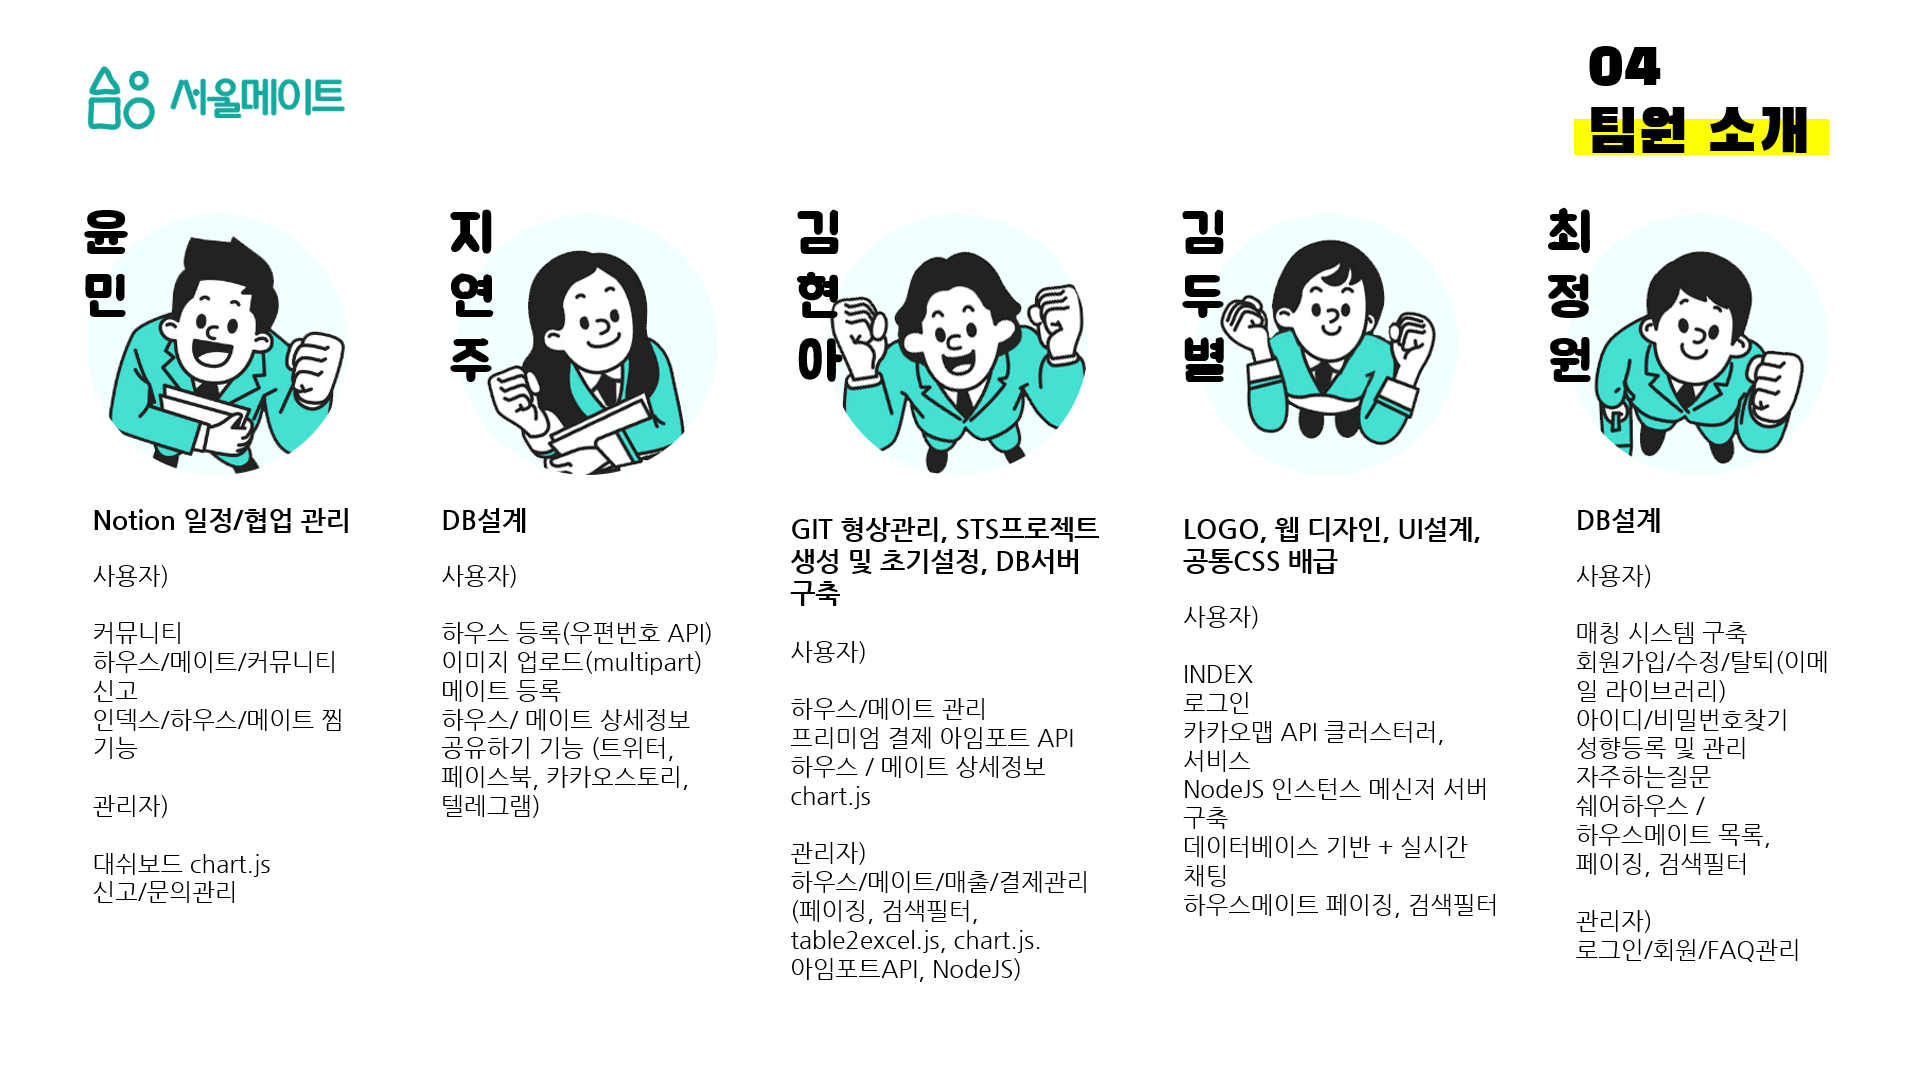 서울메이트
04
팀원 소개
윤민
Notion 일정/협업 관리
사용자)
커뮤니티
하우스/메이트/커뮤니티
신고
인덱스/하우스/메이트 찜
기능
관리자)
대쉬보드 chart.js
신고/문의관리
지연주
DB설계
사용자)
하우스 등록(우편번호 API)
이미지 업로드(multipart)
메이트 등록
하우스/ 메이트 상세정보
공유하기 기능 (트위터,
페이스북, 카카오스토리,
텔레그램)
김현아
GIT 형상관리, STS프로젝트
생성 및 초기설정, DB서버
구축
사용자)
하우스/메이트 관리
프리미엄 결제 아임포트 API
하우스 / 메이트 상세정보
chart.js
관리자)
하우스/메이트/매출/결제관리
(페이징, 검색필터,
table2excel.js, chart.js.
아임포트API, NodeJS)
김두별
LOGO, 웹 디자인, UI설계,
공통CSS 배급
사용자)
INDEX
로그인
카카오맵 API 클러스터러,
서비스
NodeJS 인스턴스 메신저 서버
구축
데이터베이스 기반 + 실시간
채팅
하우스메이트 페이징, 검색필터
최정원
DB설계
사용자)
매칭 시스템 구축
회원가입/수정/탈퇴(이메
일 라이브러리)
아이디/비밀번호찾기
성향등록 및 관리
자주하는질문
쉐어하우스 /
하우스메이트 목록,
페이징, 검색필터
관리자)
로그인/회원/FAQ관리